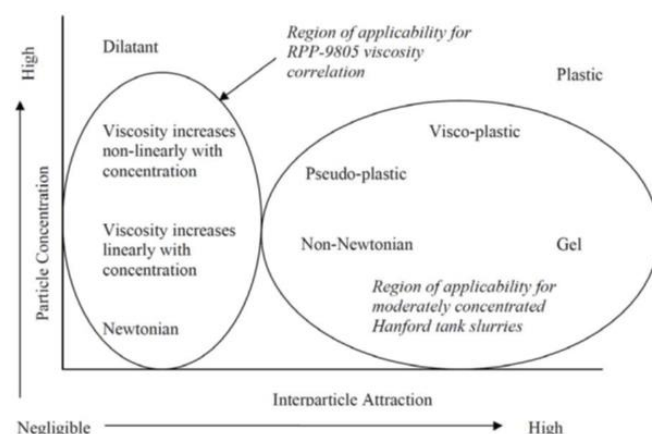 High
Particle Concentration
Dilatant
Region of applicability for
RPP-9805 viscosity
correlation
Plastic
Viscosity increases
non-linearly with
concentration
Visco-plastic
Pseudo-plastic
Viscosity increases
linearly with
concentration
Non-Newtonian
Gel
Region of applicability for
moderately concentrated
Hanford tank slurries
Newtonian
Interparticle Attraction
Negligible
High